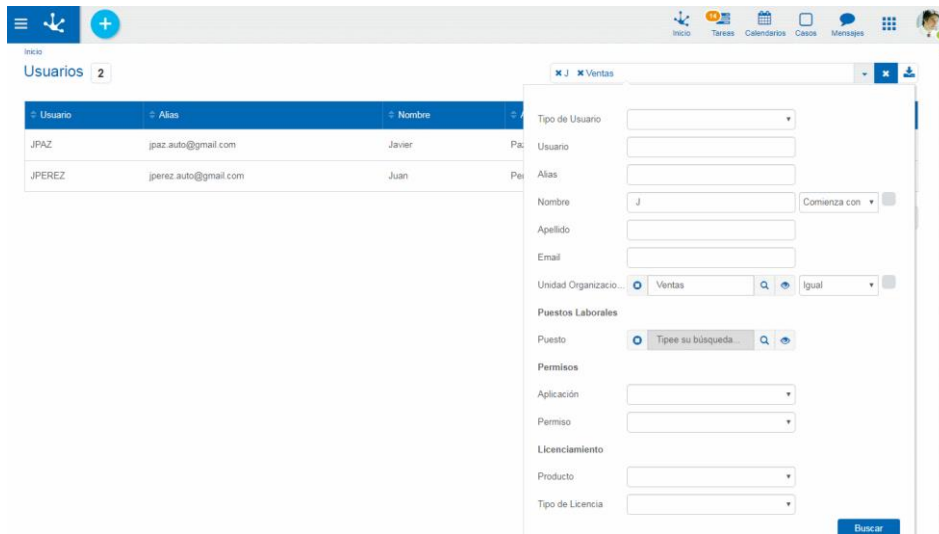 14
Inicio Tareas Calendarios Casos Mensajes
Inicio
Usuarios 2
J Ventas
Usuario Alias Nombre
JPAZ jpaz.auto@gmail.com Javier
JPEREZ jperez.auto@gmail.com Juan
Tipo de Usuario
Usuario
Alias
Nombre J Comienza con
Apellido
Email
Unidad Organizacio... Ventas Igual
Puestos Laborales
Puesto Tipee su búsqueda...
Permisos
Aplicación
Permiso
Licenciamiento
Producto
Tipo de Licencia
Buscar